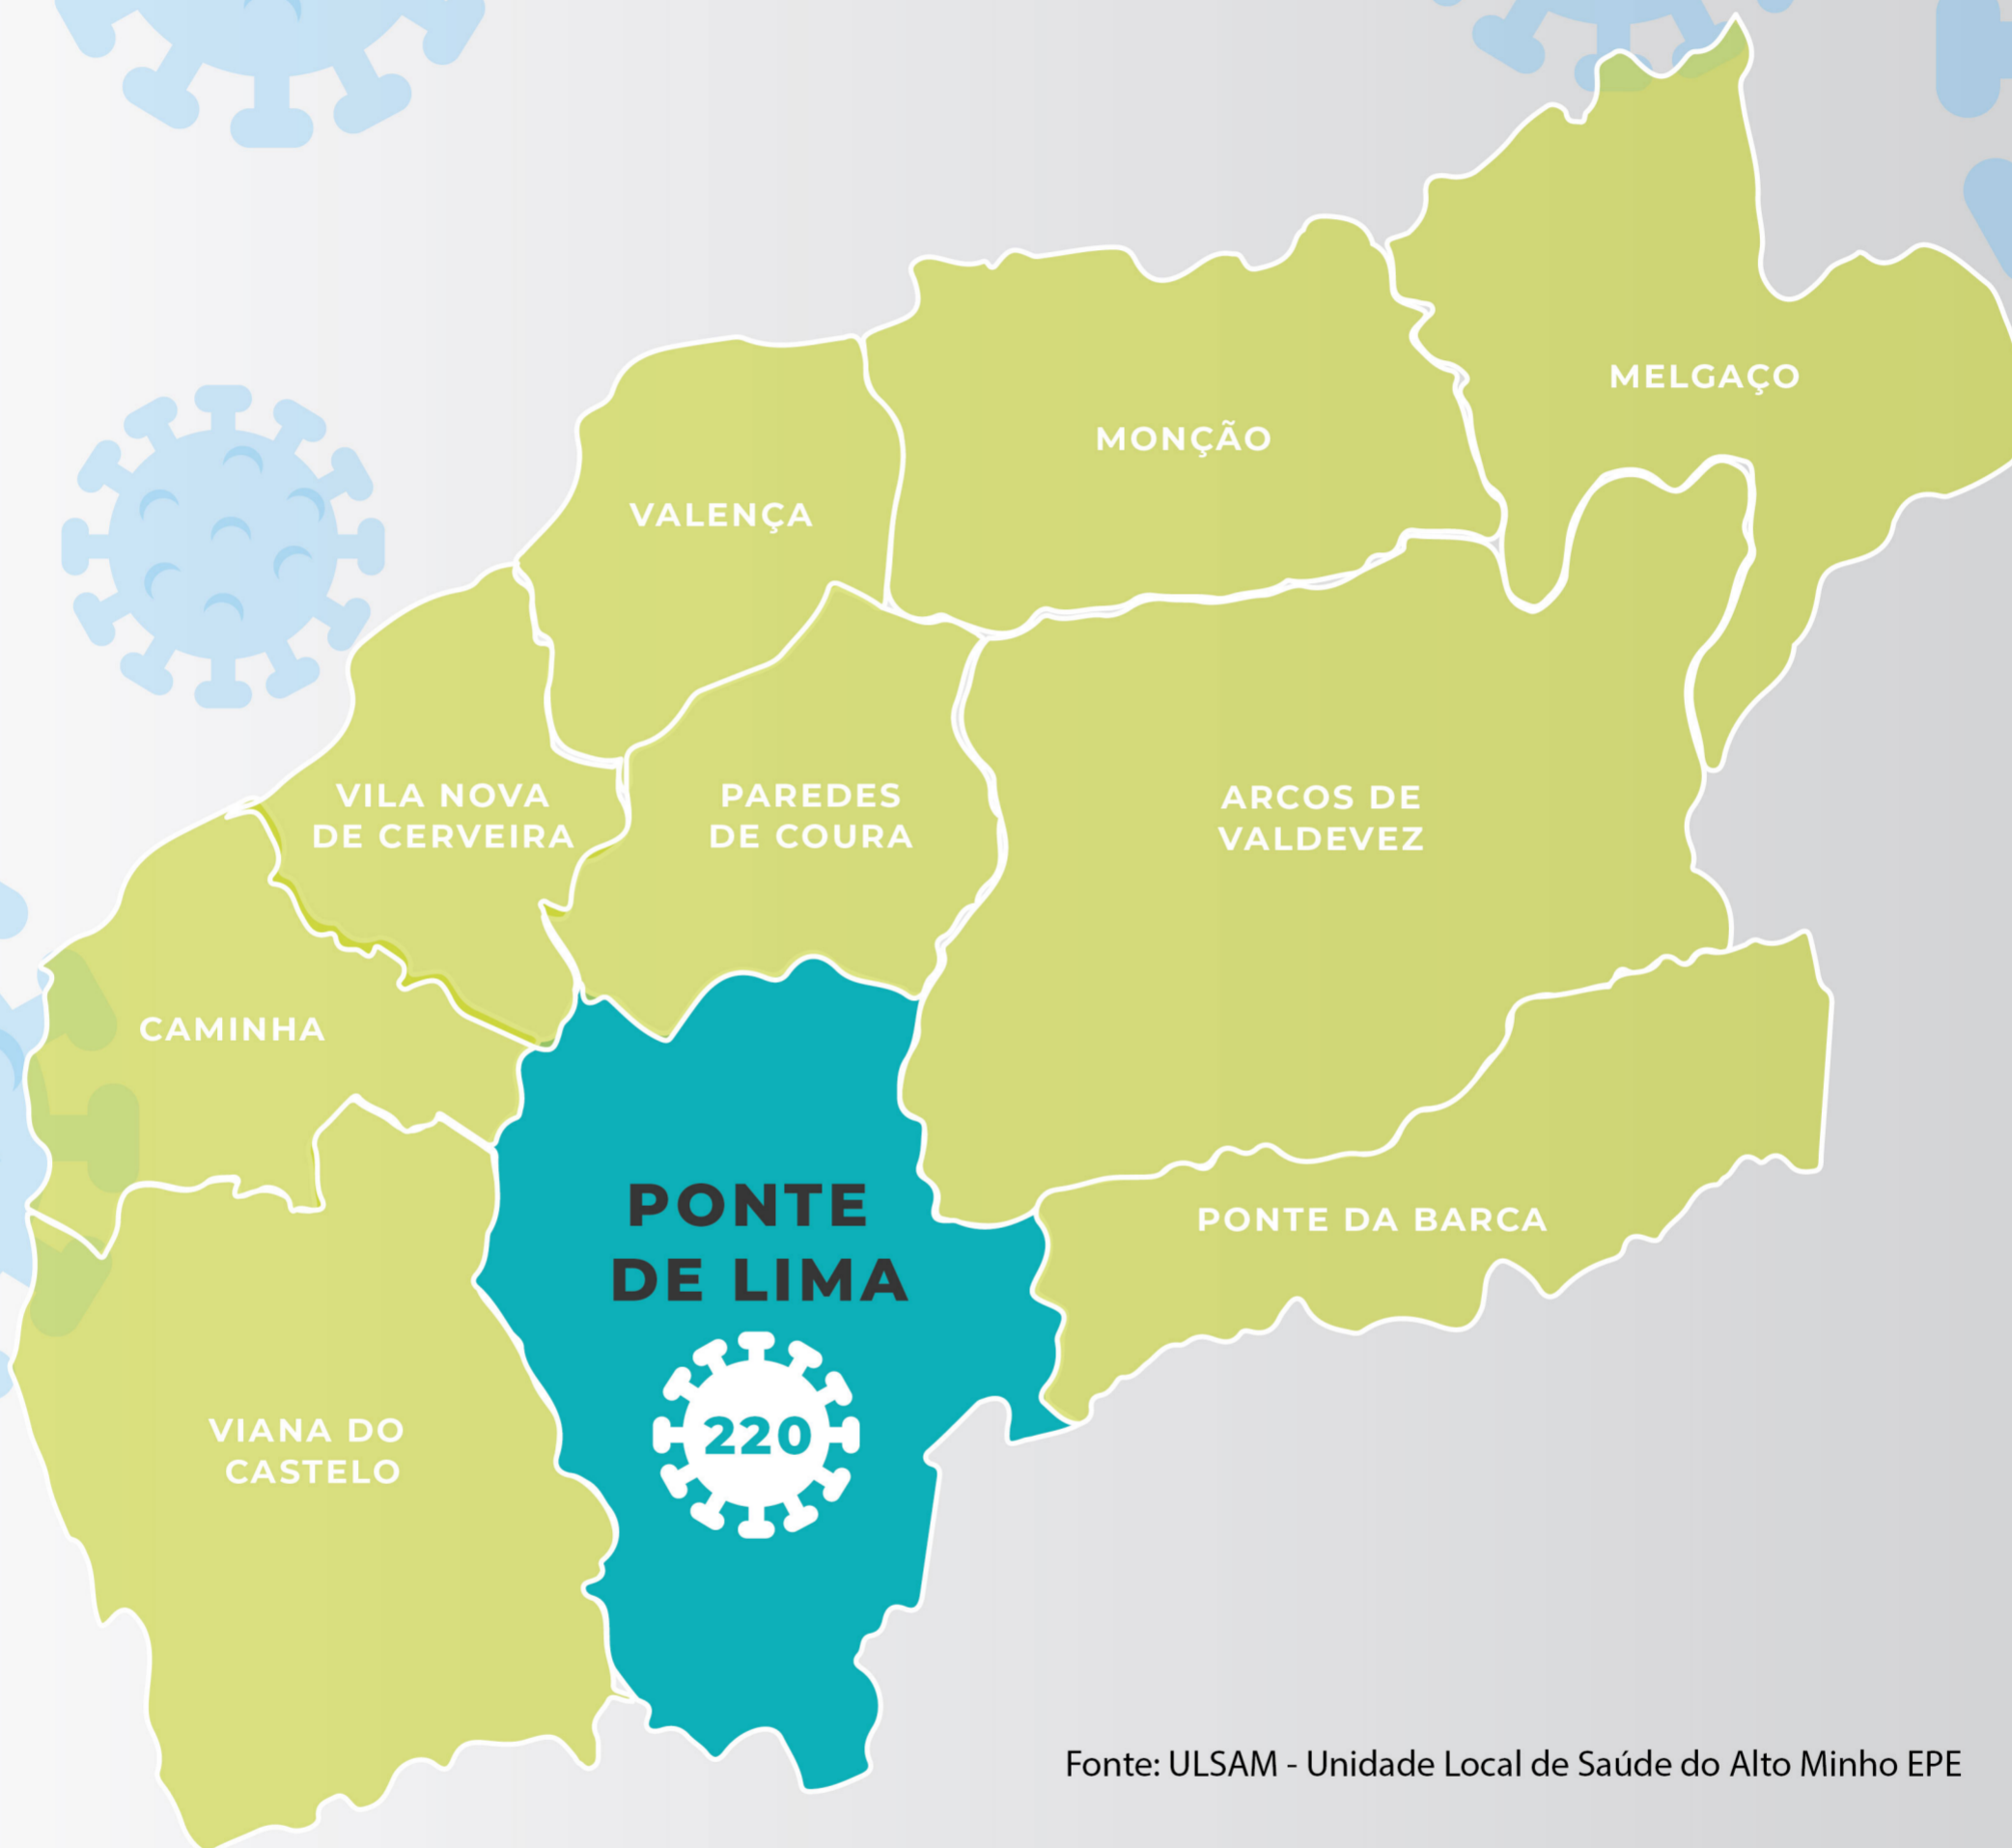 MELGAÇO
MONÇÃO
VALENÇA
VILA NOVA
DE CERVEIRA
PAREDES
DE COURA
ARCOS DE
VALDEVEZ
CAMINHA
PONTE
DE LIMA
220
PONTE DA BARCA
VIANA DO
CASTELO
Fonte: ULSAM - Unidade Local de Saúde do Alto Minho EPE